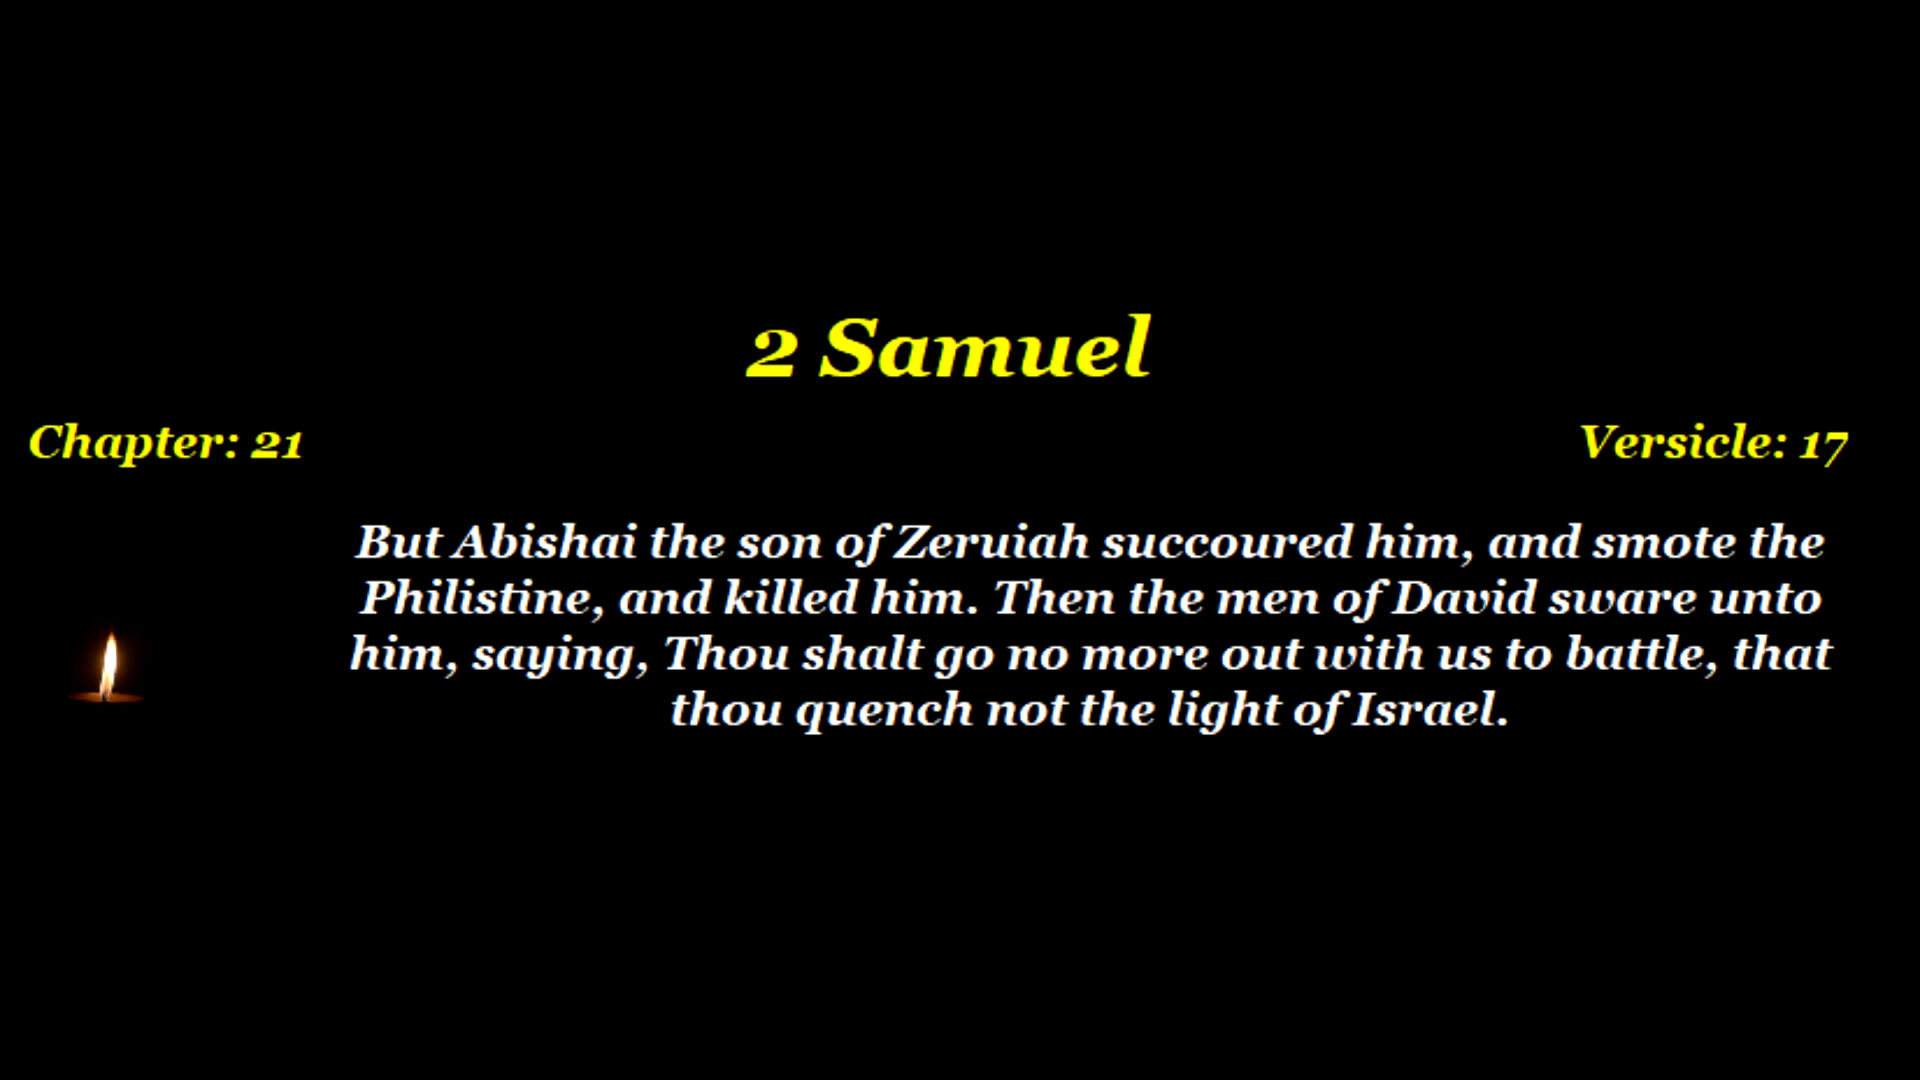 2 Samuel
Chapter: 21
Versicle: 17
But Abishai the son of Zeruiah succoured him, and smote the
Philistine, and killed him. Then the men of David sware unto
him, saying, Thou shalt go no more out with us to battle, that
thou quench not the light of Israel.